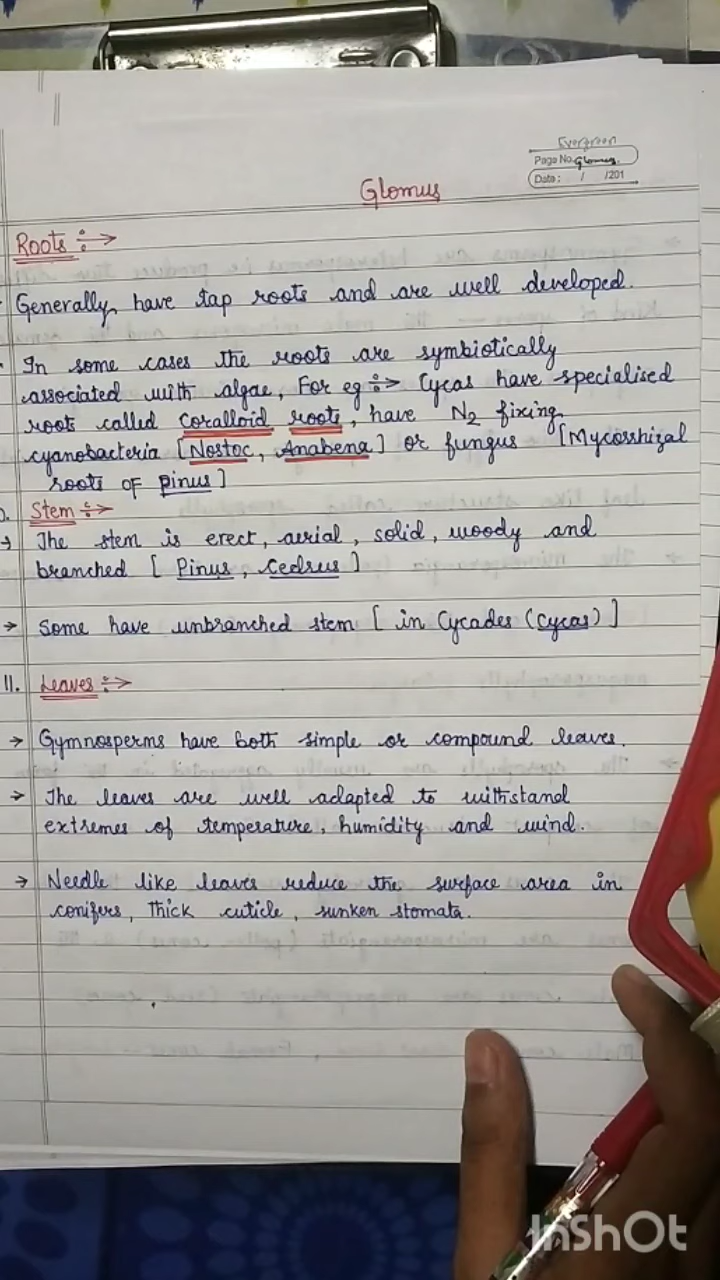 Evergreen
Page No. Glomus.
Date: / /201
Glomus
Roots ÷>
Generally have tap roots and are well developed.
In some cases the roots are symbiotically
associated with algae, For eg ÷> Cycas have specialised
roots called coralloid roots, have N2 fixing
cyanobacteria [Nostoc, Anabena] or fungus [Mycorrhizal
roots of pinus]
Stem ÷>
→ The stem is erect, aerial, solid, woody and
branched [Pinus, Cedrus]
→ Some have unbranched stem [in Cycades (Cycas)]
11. Leaves ÷>
→ Gymnosperms have both simple or compound leaves.
→ The leaves are well adapted to withstand
extremes of temperature, humidity and wind.
→ Needle like leaves reduce the surface area in
conifers, Thick cuticle, sunken stomata.
InShOt